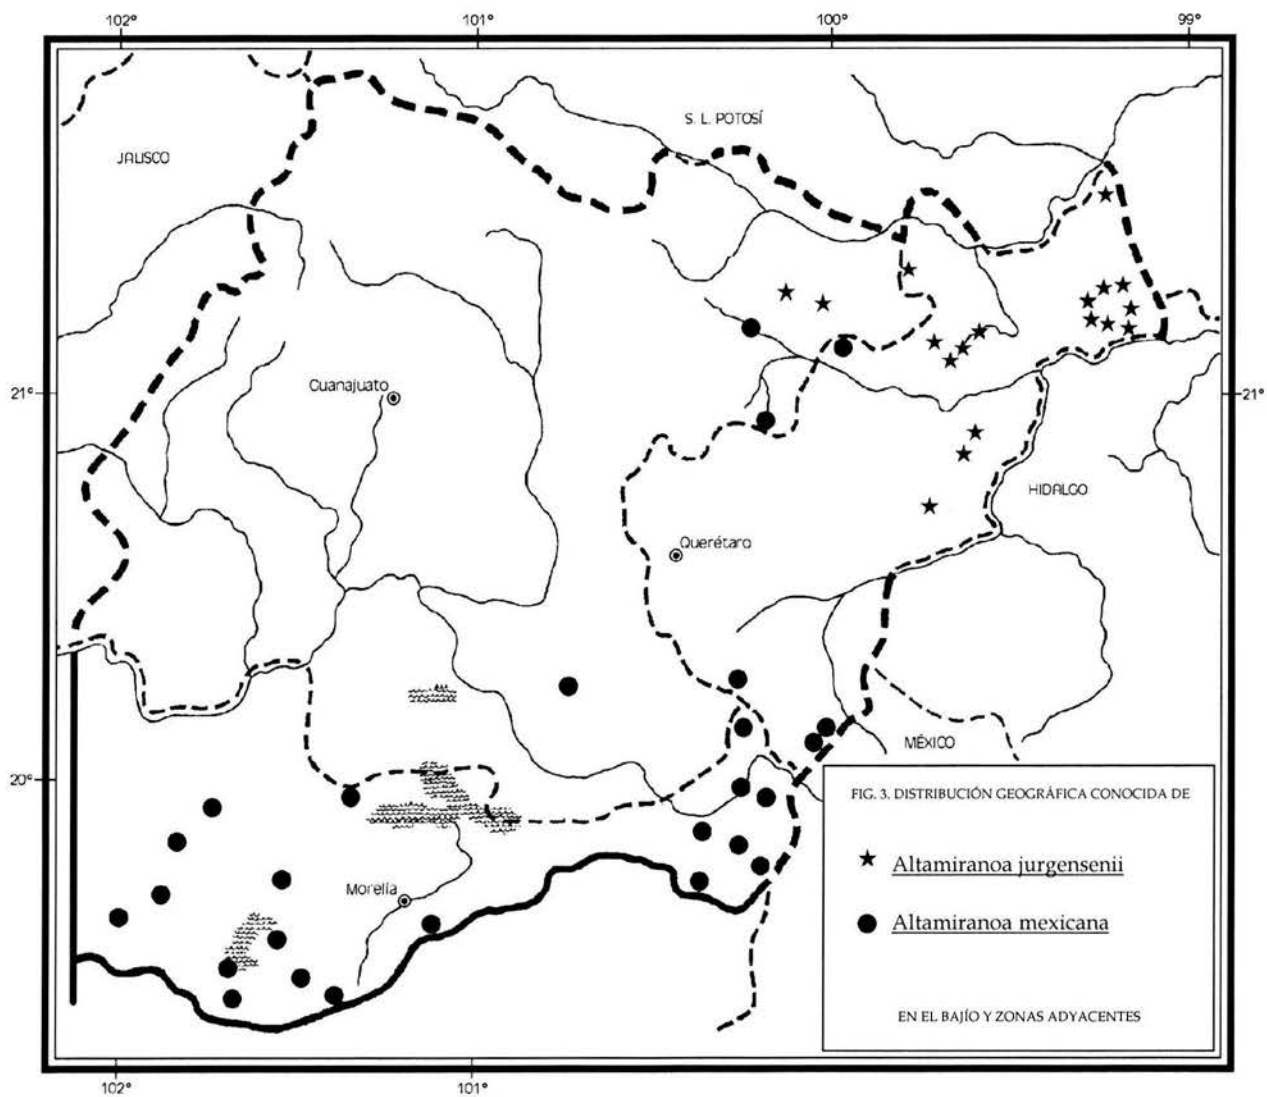 102°
101°
100°
99°
S. L. POTOSÍ
JALISCO
Guanajuato
21°
21°
HIDALGO
Querétaro
MÉXICO
20°
FIG. 3. DISTRIBUCIÓN GEOGRÁFICA CONOCIDA DE
Altamiranoa jurgensenii
Morelia
Altamiranoa mexicana
EN EL BAJÍO Y ZONAS ADYACENTES
102°
101°